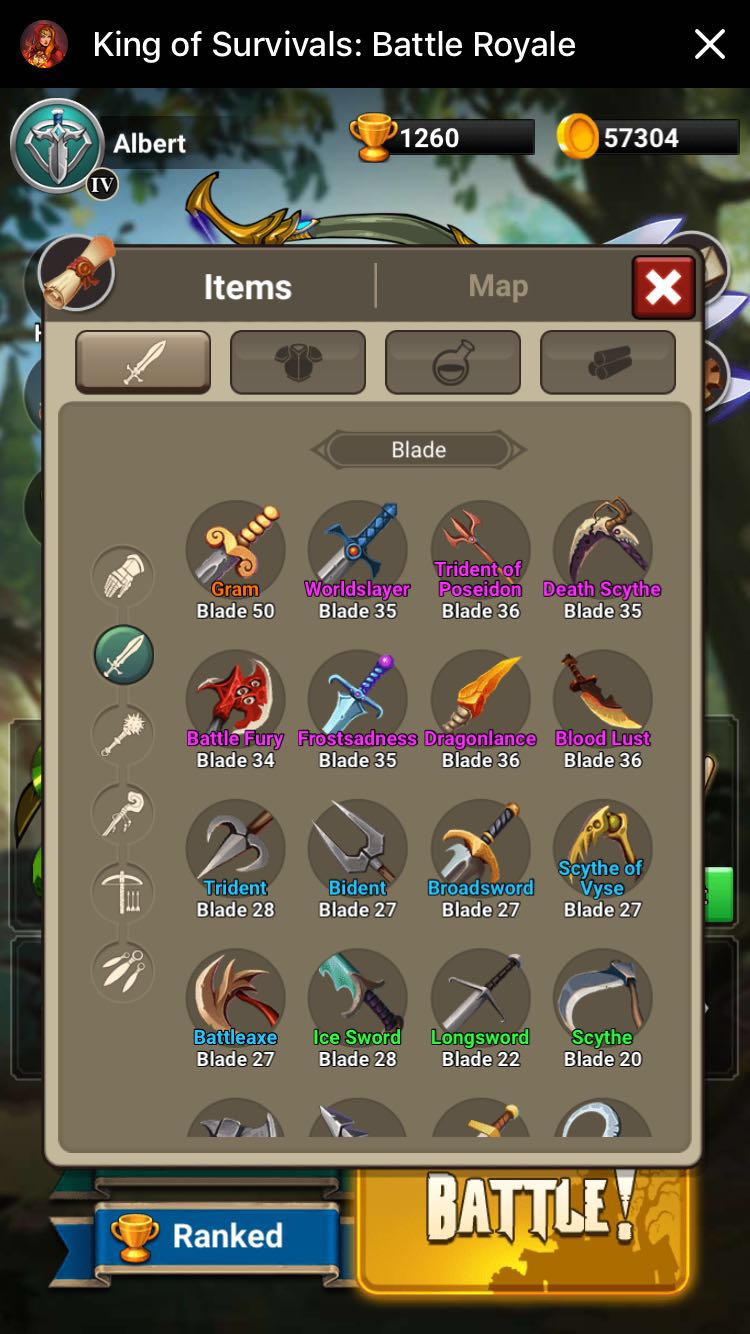 King of Survivals: Battle Royale
Albert
1260
57304
IV
Items
Map
Blade
Gram
Worldslayer
Trident of
Poseidon
Death Scythe
Blade 50
Blade 35
Blade 36
Blade 35
Battle Fury
Frostsadness
Dragonlance
Blood Lust
Blade 34
Blade 35
Blade 36
Blade 36
Trident
Bident
Broadsword
Scythe of
Vyse
Blade 28
Blade 27
Blade 27
Blade 27
Battleaxe
Ice Sword
Longsword
Scythe
Blade 27
Blade 28
Blade 22
Blade 20
BATTLE!
Ranked